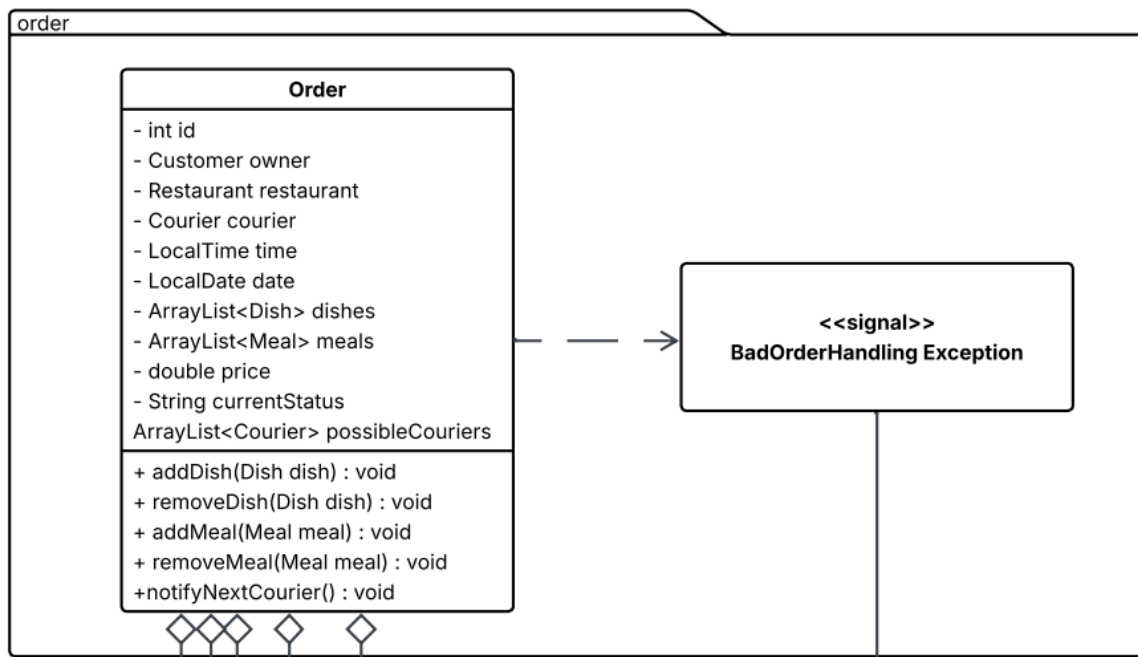 order
Order
- int id
- Customer owner
- Restaurant restaurant
- Courier courier
- LocalTime time
- LocalDate date
- ArrayList<Dish> dishes
- ArrayList<Meal> meals
- double price
- String currentStatus
ArrayList<Courier> possibleCouriers
+ addDish(Dish dish) : void
+ removeDish(Dish dish) : void
+ addMeal(Meal meal) : void
+ removeMeal(Meal meal) : void
+notifyNextCourier() : void
<<signal>>
BadOrderHandling Exception